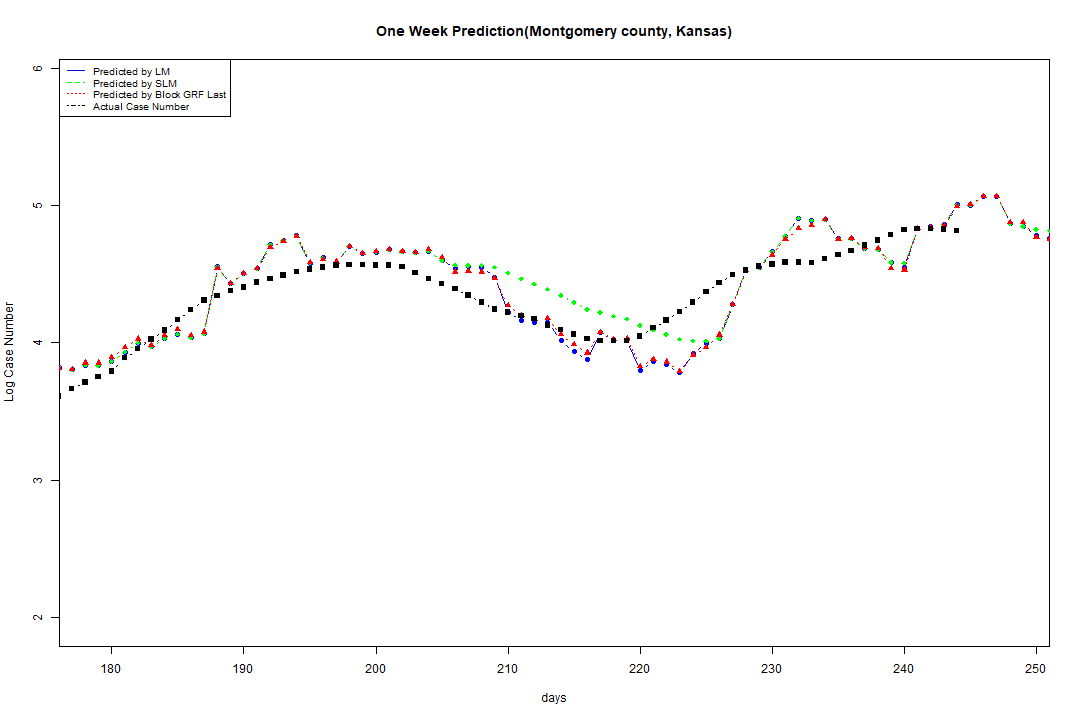 One Week Prediction(Montgomery county, Kansas)
Predicted by LM
Predicted by SLM
Predicted by Block GRF Last
Actual Case Number
6
5
4
3
2
Log Case Number
180 190 200 210 220 230 240 250
days